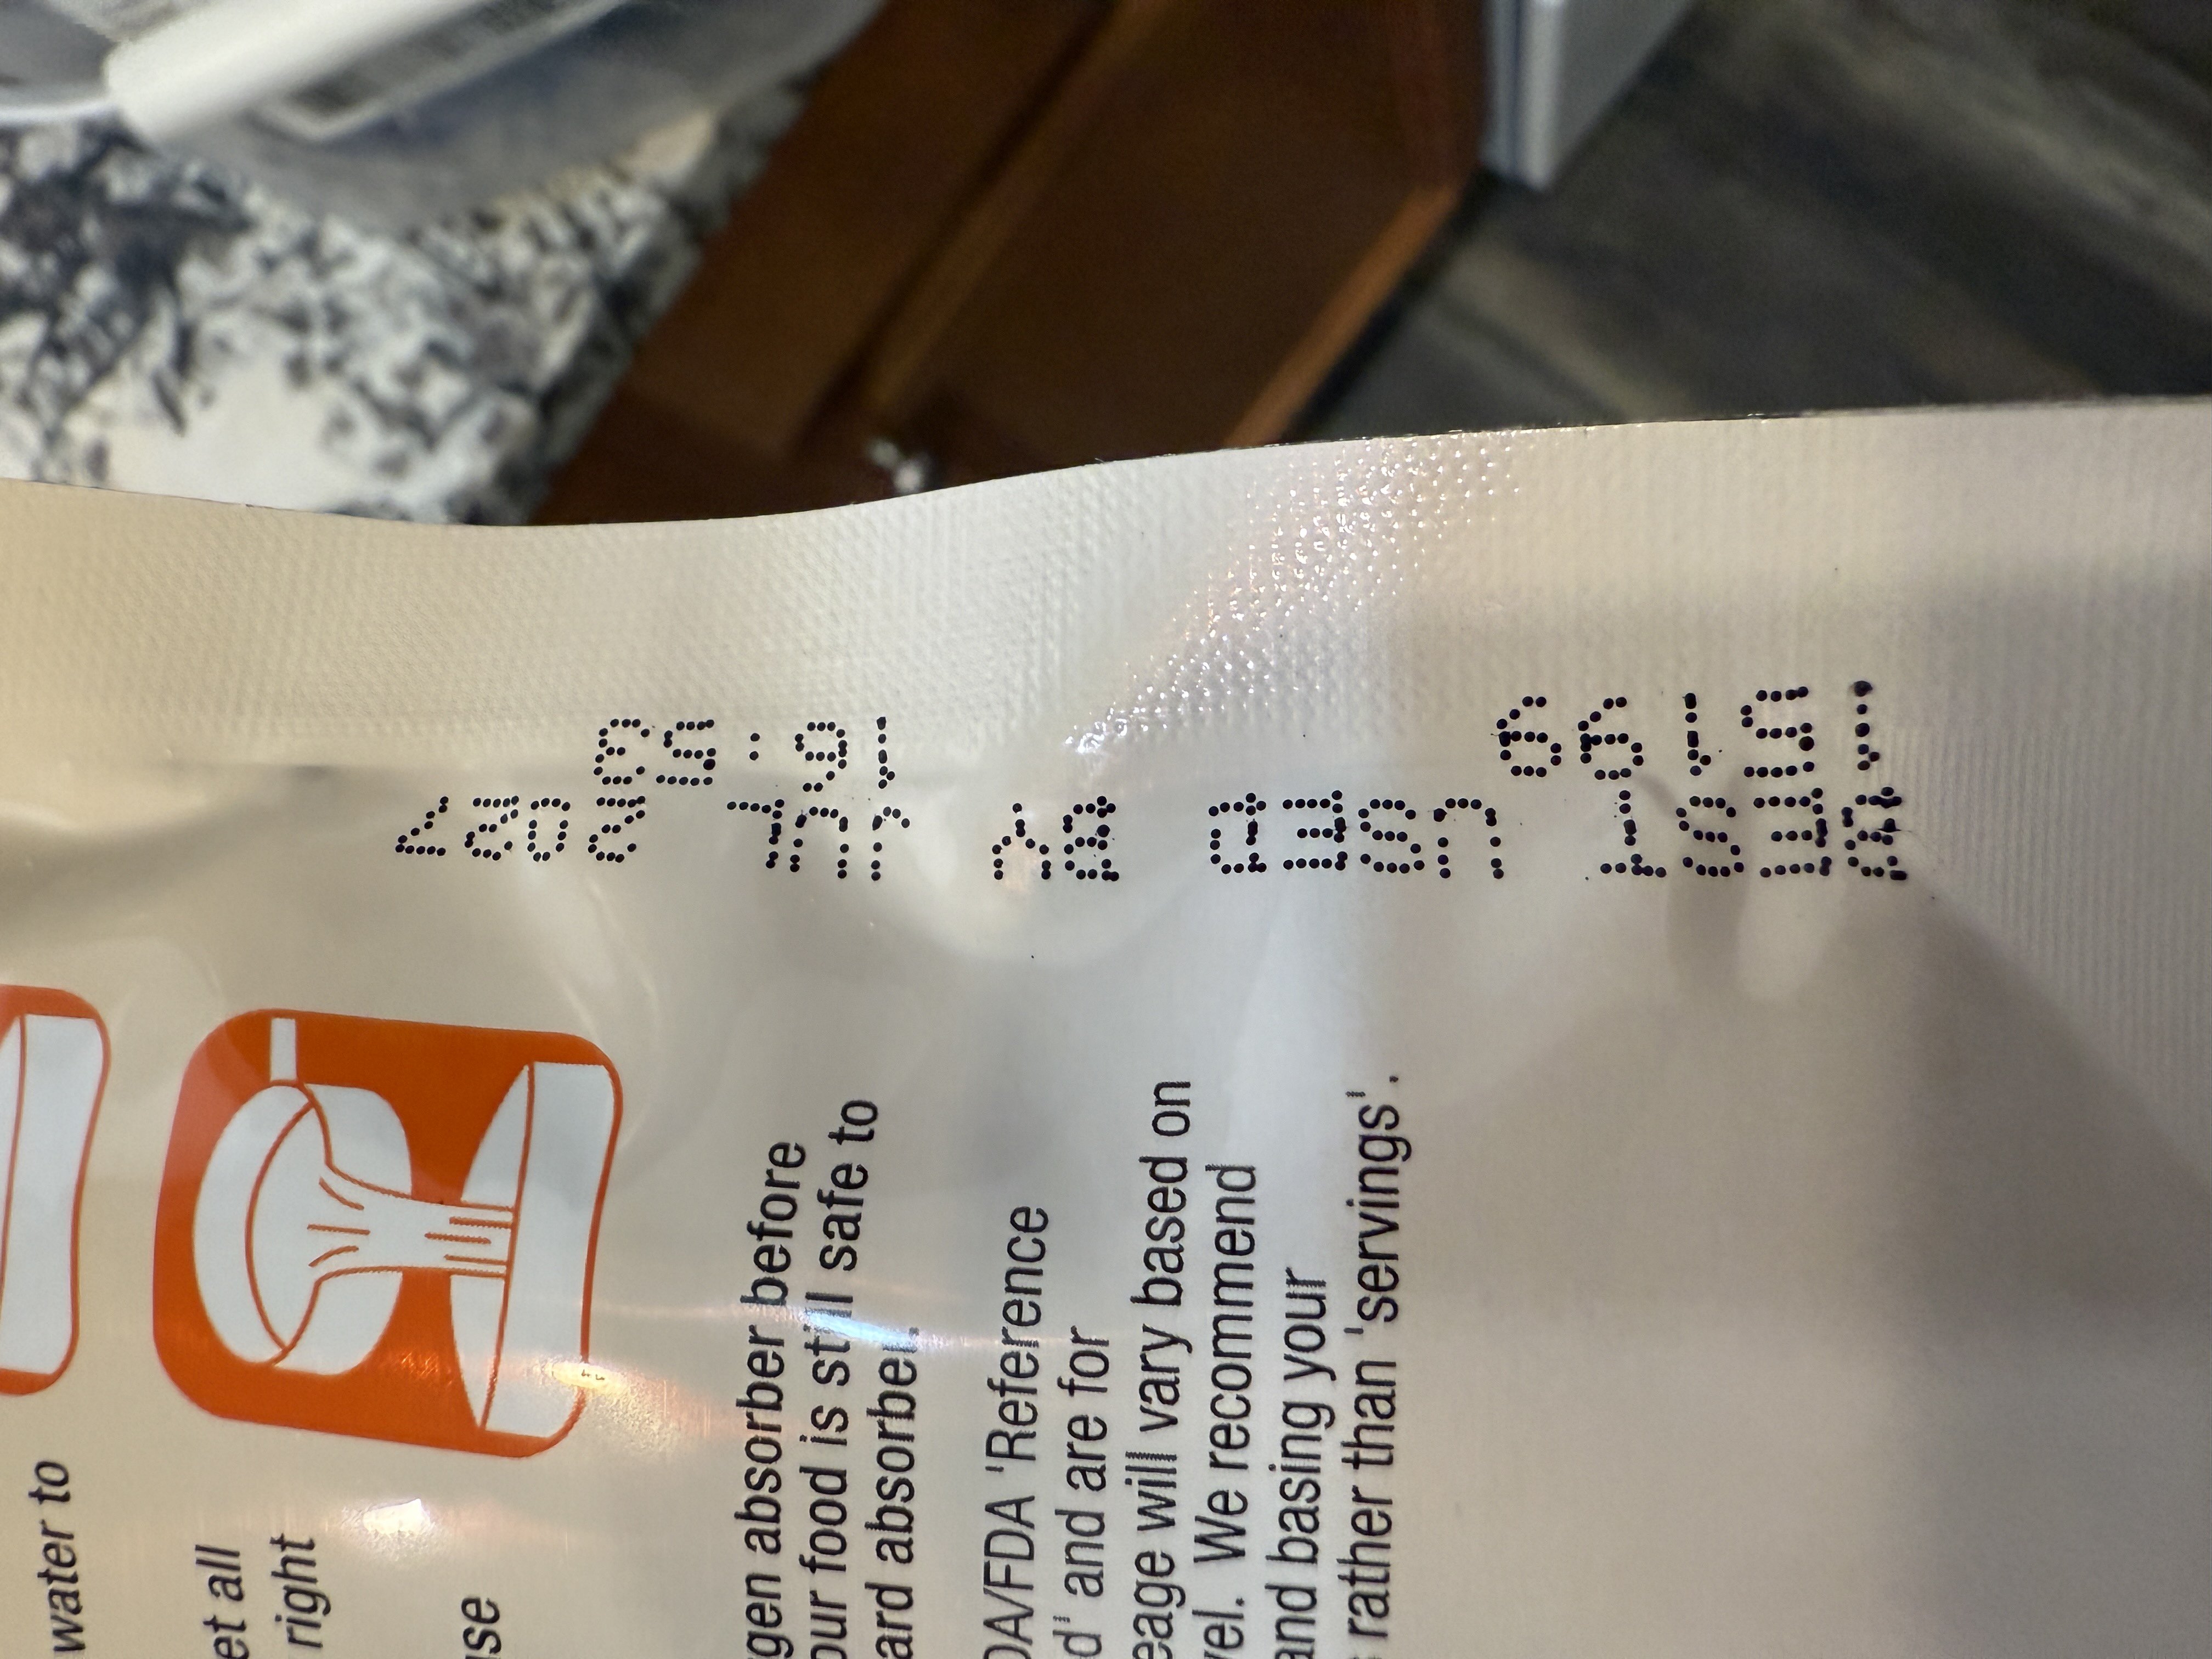 BEST USED BY JUL 2027
15199 16:53
water to
et all
right
use
gen absorber before
our food is still safe to
ard absorber.
DA/FDA 'Reference
d' and are for
eage will vary based on
vel. We recommend
and basing your
rather than 'servings'.